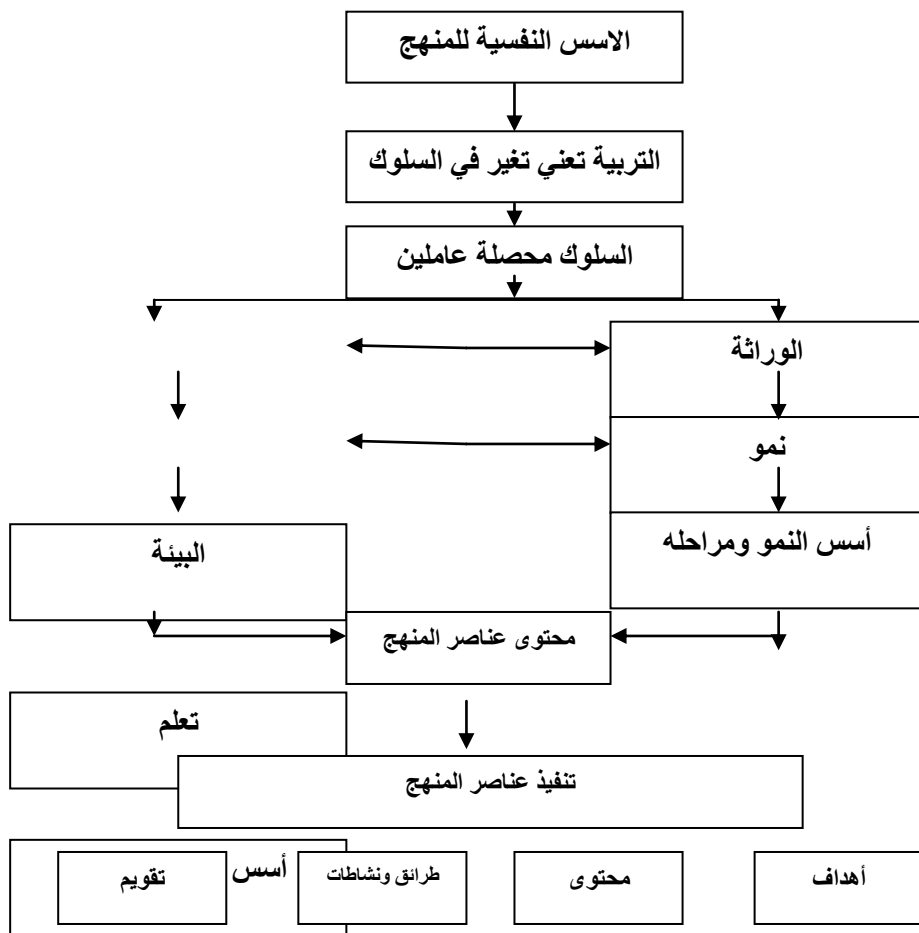 الاسس النفسية للمنهج
التربية تعني تغير في السلوك
السلوك محصلة عاملين
الوراثة
نمو
أسس النمو ومراحله
البيئة
محتوى عناصر المنهج
تعلم
تنفيذ عناصر المنهج
أهداف
محتوى
طرائق ونشاطات
أسس
تقويم